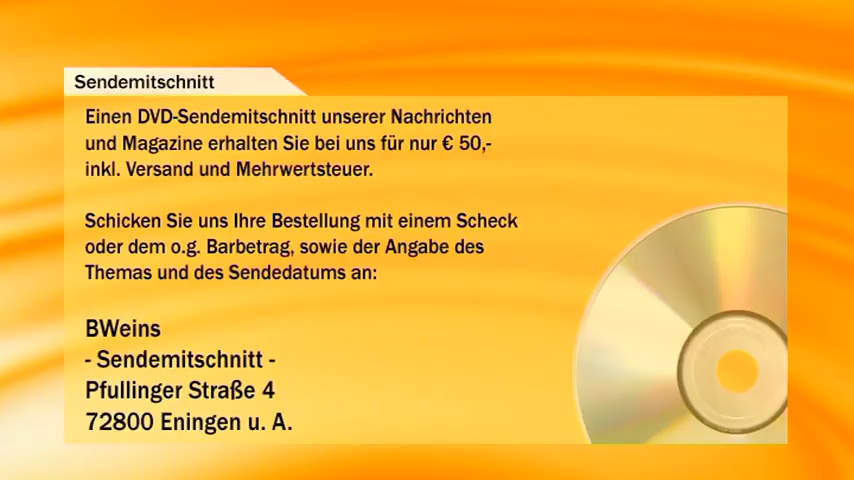 Sendemitschnitt
Einen DVD-Sendemitschnitt unserer Nachrichten
und Magazine erhalten Sie bei uns für nur € 50,-
inkl. Versand und Mehrwertsteuer.
Schicken Sie uns Ihre Bestellung mit einem Scheck
oder dem o.g. Barbetrag, sowie der Angabe des
Themas und des Sendedatums an:
BWeins
- Sendemitschnitt -
Pfullinger Straße 4
72800 Eningen u. A.